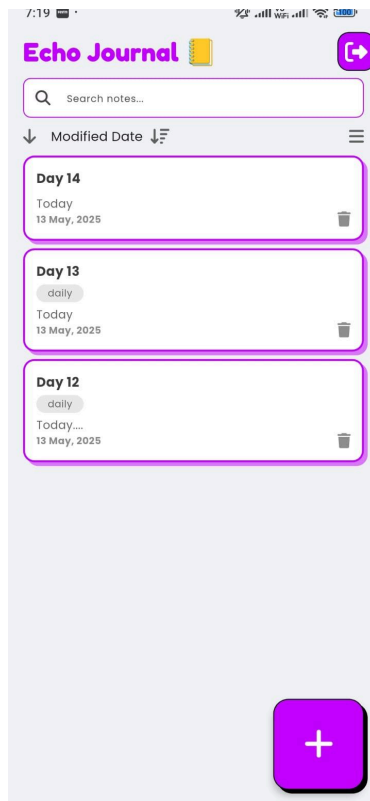 7:19
Echo Journal
Search notes...
Modified Date
Day 14
Today
13 May, 2025
Day 13
daily
Today
13 May, 2025
Day 12
daily
Today....
13 May, 2025